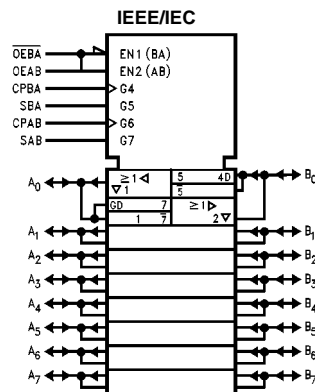 IEEE/IEC
OEBA EN1 (BA)
OEAB EN2 (AB)
CPBA G4
SBA G5
CPAB G6
SAB G7
A0 ≥1 5 4D B0
1 5
GD 7 ≥1
1 7 2
A1 B1
A2 B2
A3 B3
A4 B4
A5 B5
A6 B6
A7 B7